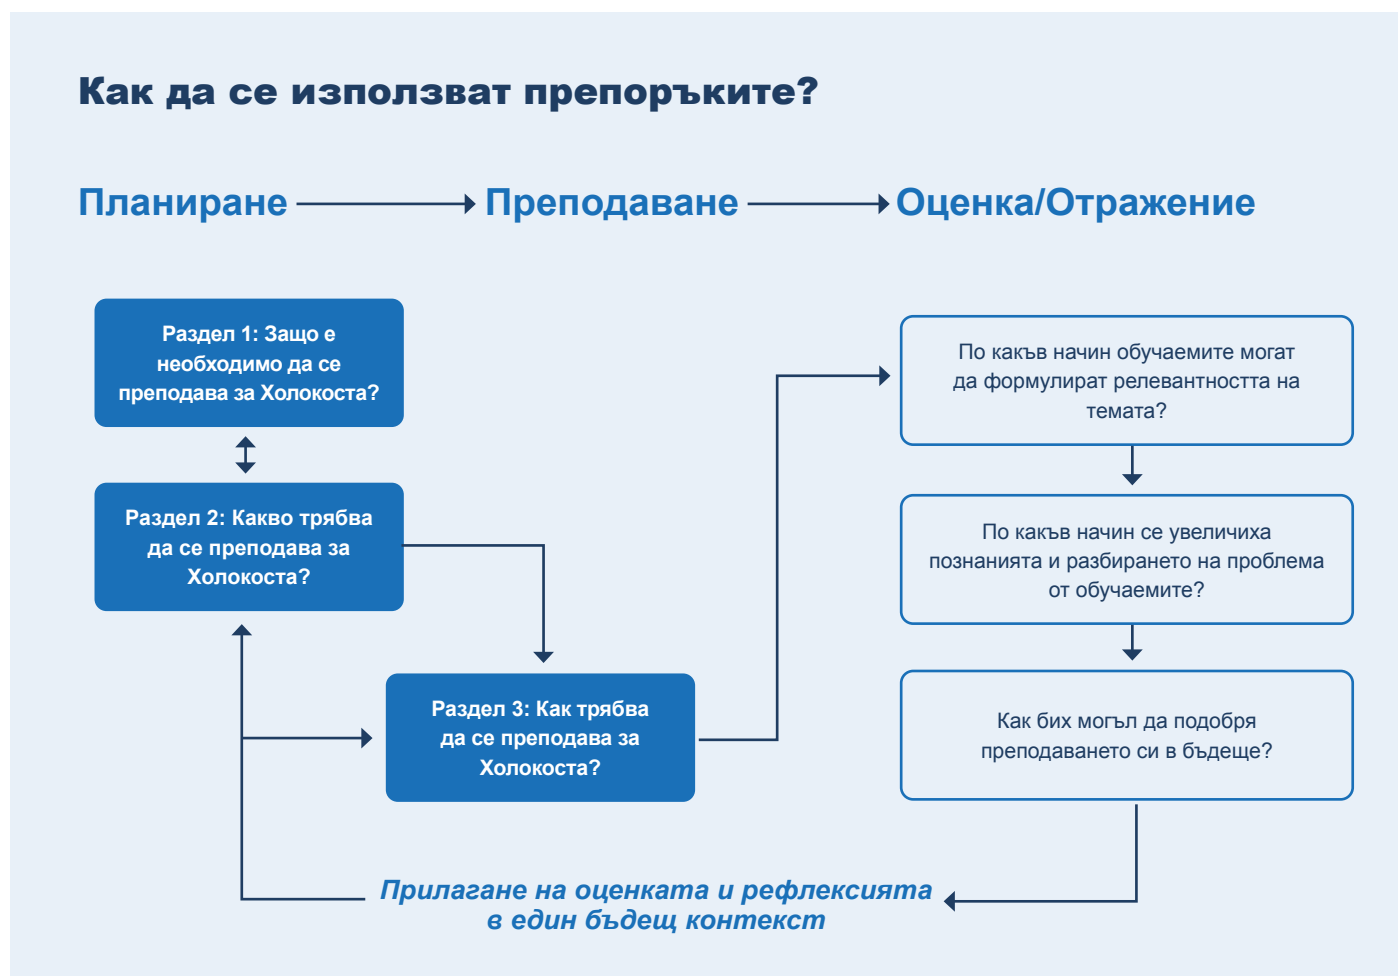 Как да се използват препоръките?
Планиране
Преподаване
Оценка/Отражение
Раздел 1: Защо е
необходимо да се
преподава за Холокоста?
Раздел 2: Какво трябва
да се преподава за
Холокоста?
Раздел 3: Как трябва
да се преподава за
Холокоста?
По какъв начин обучаемите могат
да формулират релевантността на
темата?
По какъв начин се увеличиха
познанията и разбирането на проблема
от обучаемите?
Как бих могъл да подобря
преподаването си в бъдеще?
Прилагане на оценката и рефлексията
в един бъдещ контекст